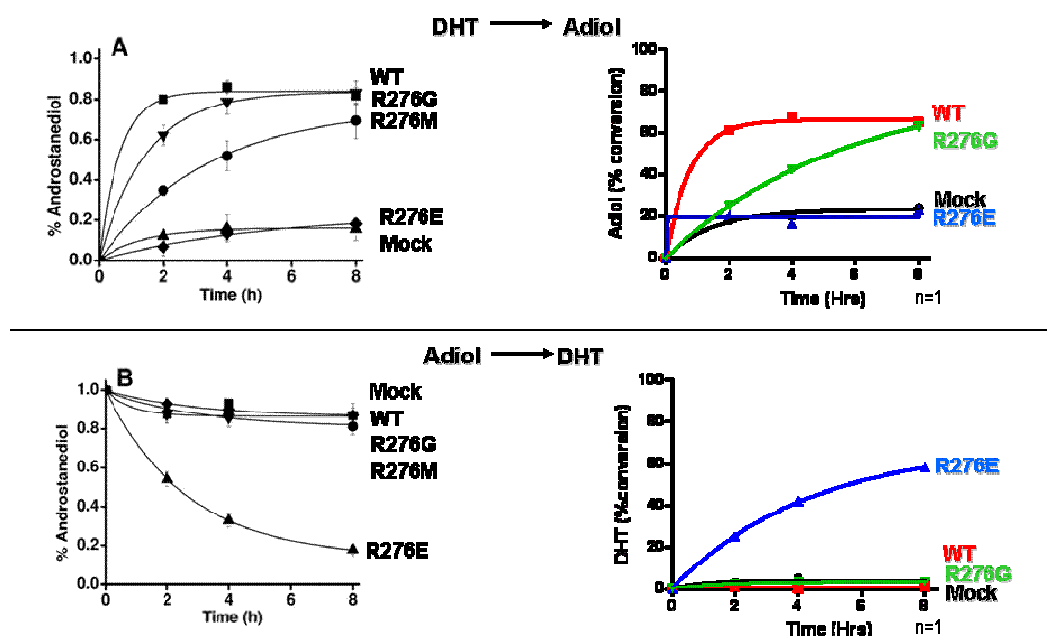 DHT → Adiol
A
% Androstanediol
1.0
0.8
0.6
0.4
0.2
0.0
0 2 4 6 8
Time (h)
WT
R276G
R276M
R276E
Mock
Adiol (% conversion)
100
80
60
40
20
0
0 2 4 6 8
Time (Hrs)
n=1
WT
R276G
Mock
R276E
Adiol → DHT
B
% Androstanediol
1.0
0.8
0.6
0.4
0.2
0.0
0 2 4 6 8
Time (h)
Mock
WT
R276G
R276M
R276E
DHT (%conversion)
100
80
60
40
20
0
0 2 4 6 8
Time (Hrs)
n=1
R276E
WT
R276G
Mock